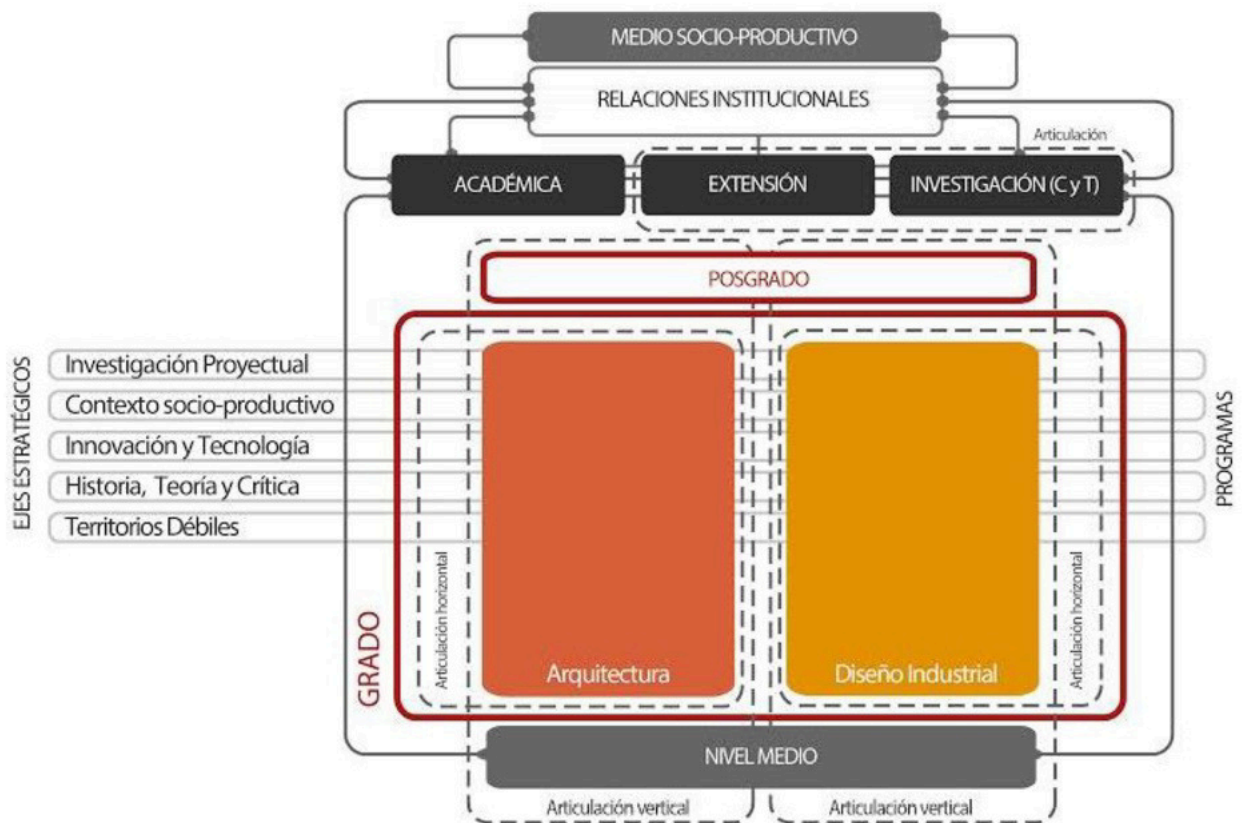 MEDIO SOCIO-PRODUCTIVO
RELACIONES INSTITUCIONALES
Articulación
ACADÉMICA
EXTENSIÓN
INVESTIGACIÓN (C y T)
POSGRADO
EJES ESTRATÉGICOS
Investigación Proyectual
Contexto socio-productivo
Innovación y Tecnología
Historia, Teoría y Crítica
Territorios Débiles
PROGRAMAS
GRADO
Articulación horizontal
Arquitectura
Diseño Industrial
Articulación horizontal
NIVEL MEDIO
Articulación vertical
Articulación vertical